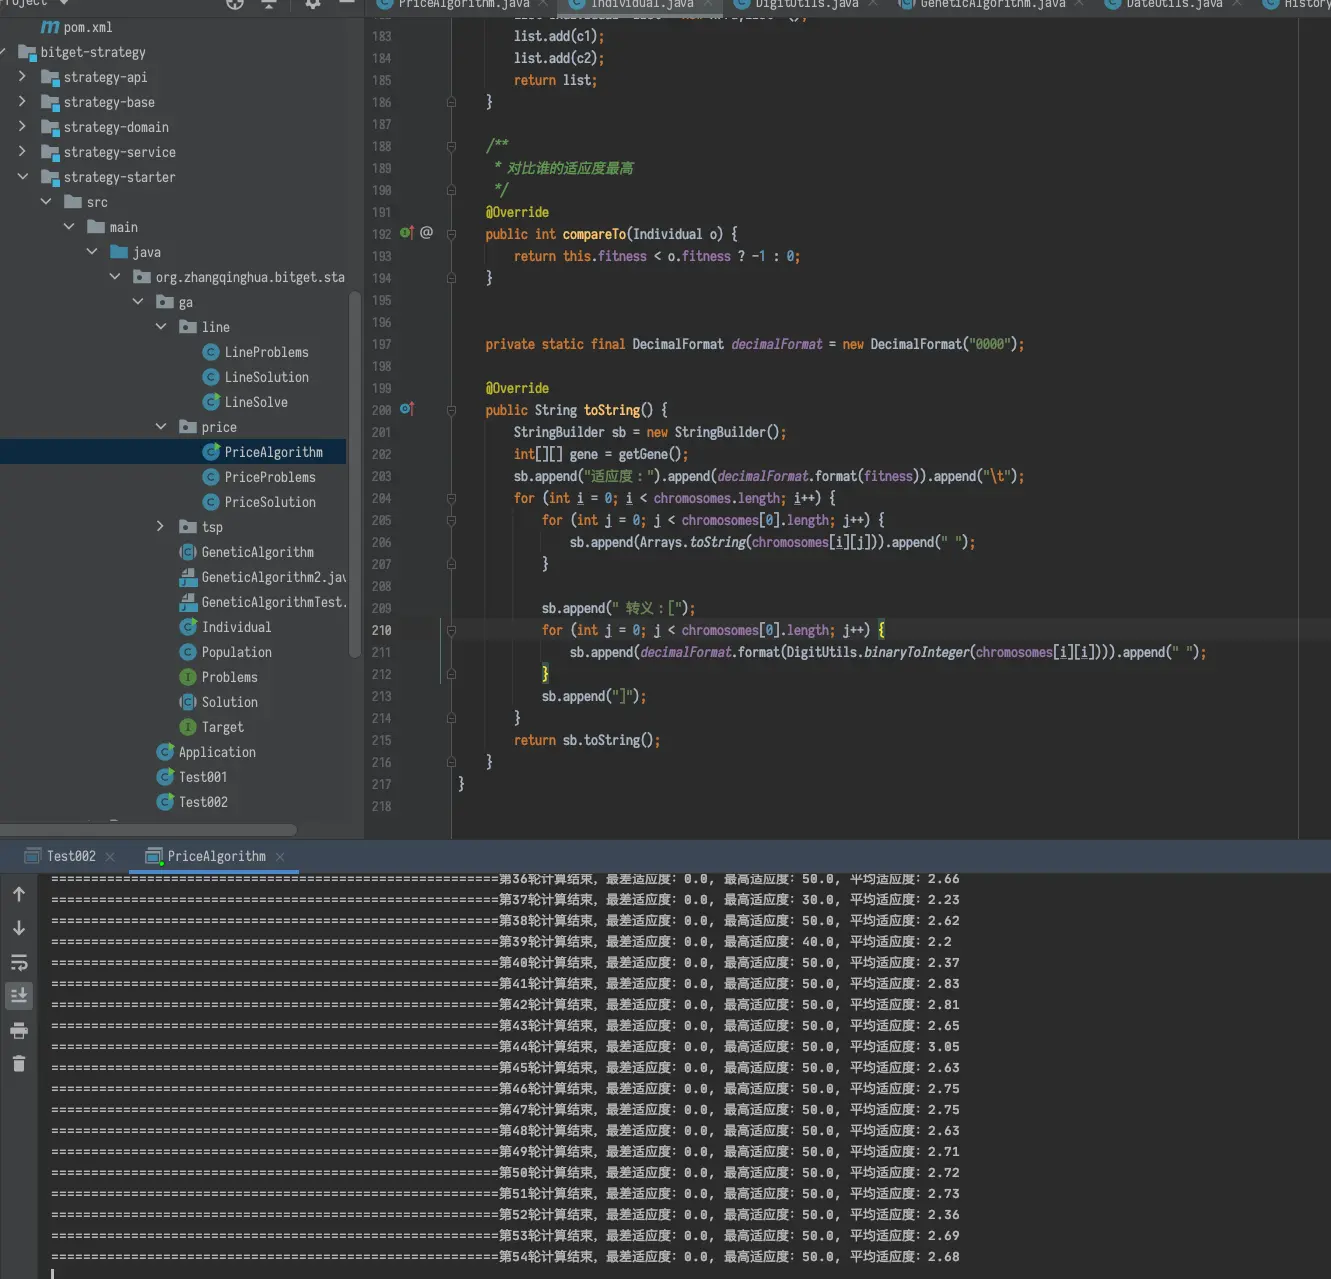 Project
pom.xml
bitget-strategy
strategy-api
strategy-base
strategy-domain
strategy-service
strategy-starter
src
main
java
org.zhangqinghua.bitget.sta
ga
line
LineProblems
LineSolution
LineSolve
price
PriceAlgorithm
PriceProblems
PriceSolution
tsp
GeneticAlgorithm
GeneticAlgorithm2.jav
GeneticAlgorithmTest.
Individual
Population
Problems
Solution
Target
Application
Test001
Test002
PriceAlgorithm.java Individual.java DigitUtils.java GeneticAlgorithm.java DateUtils.java History
183 list.add(c1);
184 list.add(c2);
185 return list;
186 }
187
188 /**
189 * 对比谁的适应度最高
190 */
191 @Override
192 @ public int compareTo(Individual o) {
193 return this.fitness < o.fitness ? -1 : 0;
194 }
195
196
197 private static final DecimalFormat decimalFormat = new DecimalFormat("0000");
198
199 @Override
200 public String toString() {
201 StringBuilder sb = new StringBuilder();
202 int[][] gene = getGene();
203 sb.append("适应度：").append(decimalFormat.format(fitness)).append("\t");
204 for (int i = 0; i < chromosomes.length; i++) {
205 for (int j = 0; j < chromosomes[0].length; j++) {
206 sb.append(Arrays.toString(chromosomes[i][j])).append(" ");
207 }
208
209 sb.append(" 转义：[");
210 for (int j = 0; j < chromosomes[0].length; j++) {
211 sb.append(decimalFormat.format(DigitUtils.binaryToInteger(chromosomes[i][i]))).append(" ");
212 }
213 sb.append("]");
214 }
215 return sb.toString();
216 }
217 }
218
Test002 PriceAlgorithm
========================================================第36轮计算结束，最差适应度：0.0, 最高适应度：50.0, 平均适应度：2.66
========================================================第37轮计算结束，最差适应度：0.0, 最高适应度：30.0, 平均适应度：2.23
========================================================第38轮计算结束，最差适应度：0.0, 最高适应度：50.0, 平均适应度：2.62
========================================================第39轮计算结束，最差适应度：0.0, 最高适应度：40.0, 平均适应度：2.2
========================================================第40轮计算结束，最差适应度：0.0, 最高适应度：50.0, 平均适应度：2.37
========================================================第41轮计算结束，最差适应度：0.0, 最高适应度：50.0, 平均适应度：2.83
========================================================第42轮计算结束，最差适应度：0.0, 最高适应度：50.0, 平均适应度：2.81
========================================================第43轮计算结束，最差适应度：0.0, 最高适应度：50.0, 平均适应度：2.65
========================================================第44轮计算结束，最差适应度：0.0, 最高适应度：50.0, 平均适应度：3.05
========================================================第45轮计算结束，最差适应度：0.0, 最高适应度：50.0, 平均适应度：2.63
========================================================第46轮计算结束，最差适应度：0.0, 最高适应度：50.0, 平均适应度：2.75
========================================================第47轮计算结束，最差适应度：0.0, 最高适应度：50.0, 平均适应度：2.75
========================================================第48轮计算结束，最差适应度：0.0, 最高适应度：50.0, 平均适应度：2.63
========================================================第49轮计算结束，最差适应度：0.0, 最高适应度：50.0, 平均适应度：2.71
========================================================第50轮计算结束，最差适应度：0.0, 最高适应度：50.0, 平均适应度：2.72
========================================================第51轮计算结束，最差适应度：0.0, 最高适应度：50.0, 平均适应度：2.73
========================================================第52轮计算结束，最差适应度：0.0, 最高适应度：50.0, 平均适应度：2.36
========================================================第53轮计算结束，最差适应度：0.0, 最高适应度：50.0, 平均适应度：2.69
========================================================第54轮计算结束，最差适应度：0.0, 最高适应度：50.0, 平均适应度：2.68